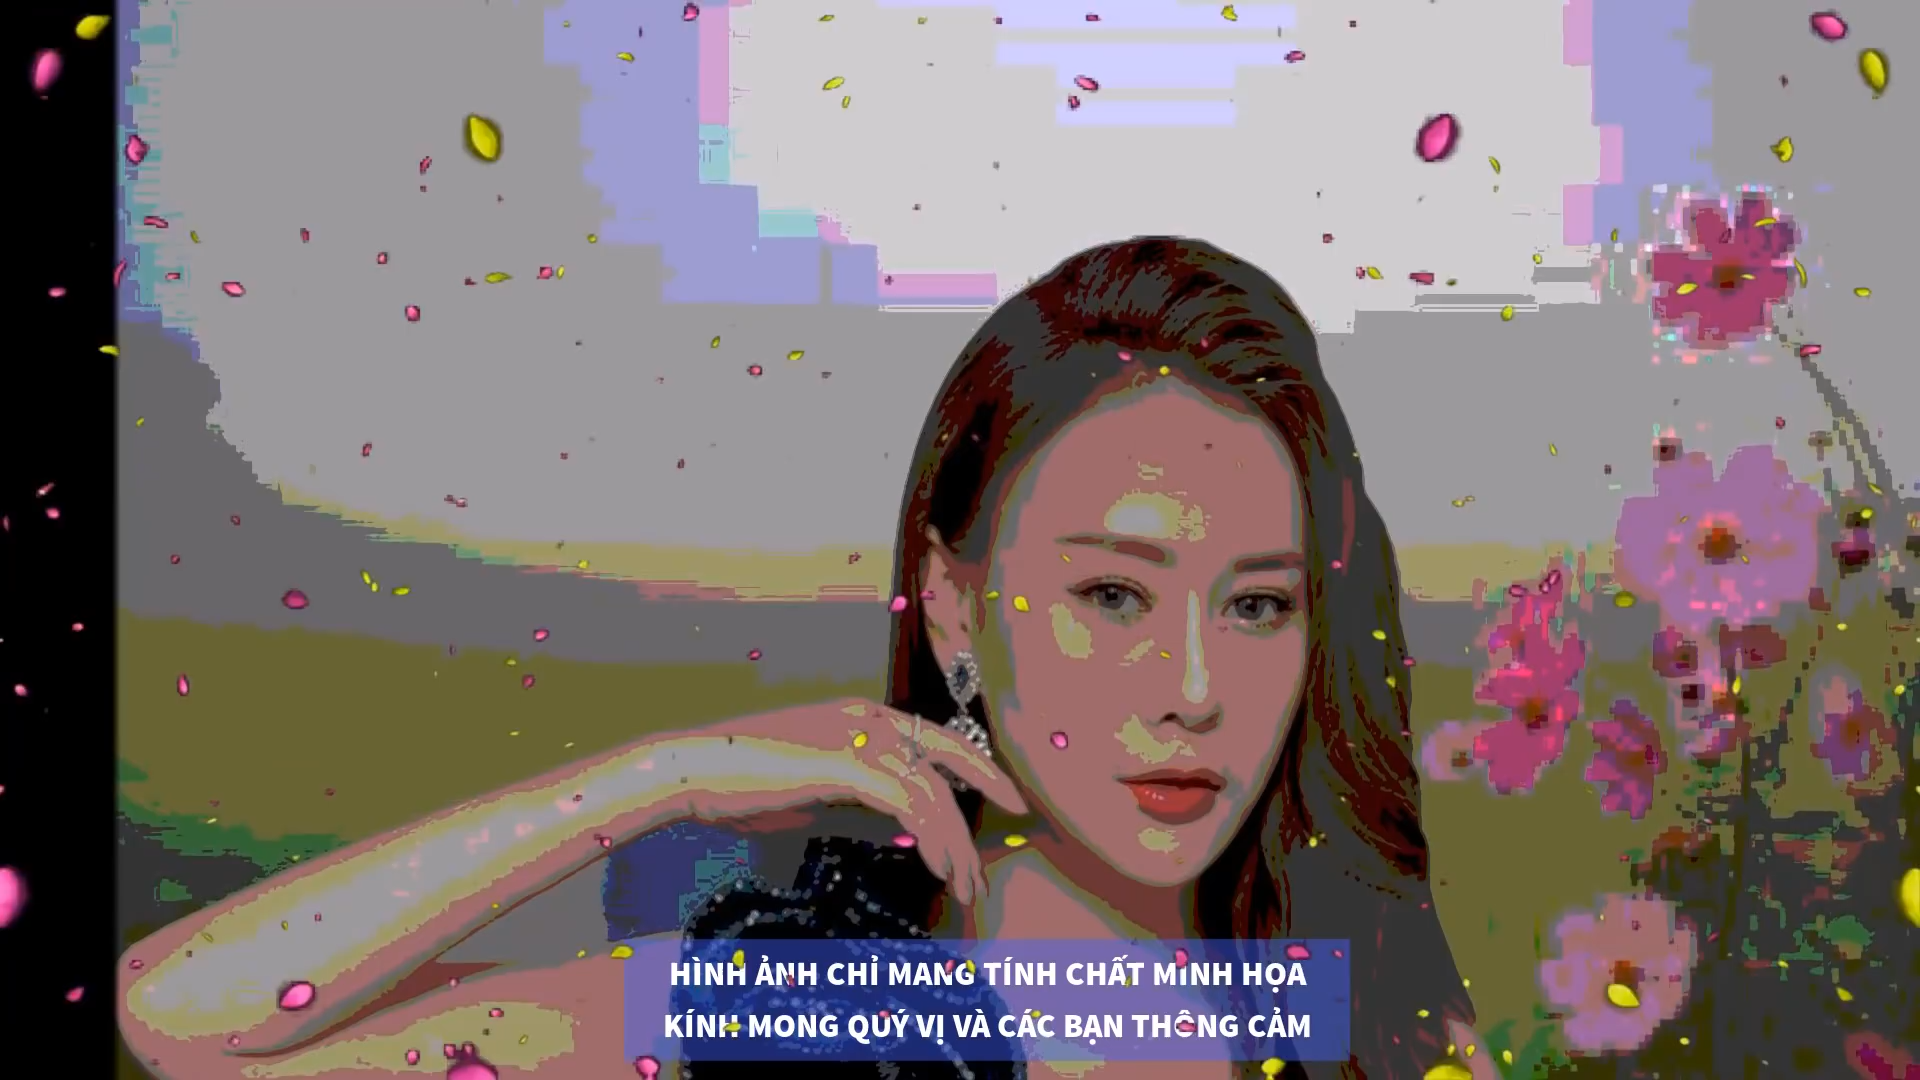 HÌNH ẢNH CHỈ MANG TÍNH CHẤT MINH HỌA
KÍNH MONG QUÝ VỊ VÀ CÁC BẠN THÔNG CẢM